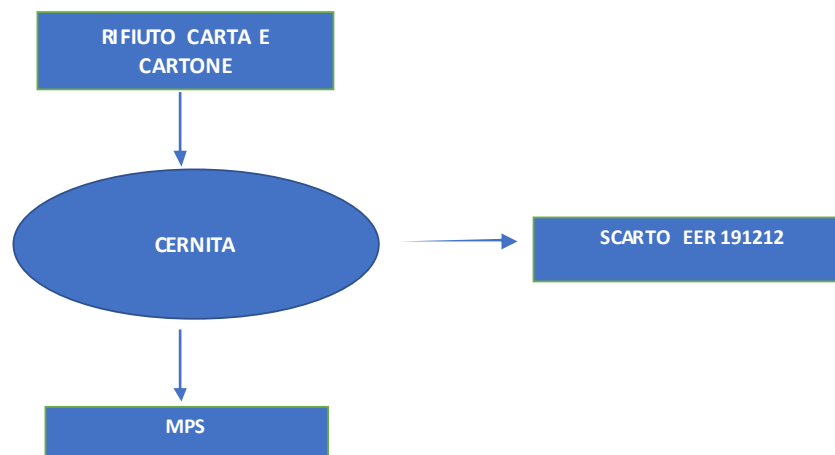 RIFIUTO CARTA E
CARTONE
CERNITA
SCARTO EER 191212
MPS